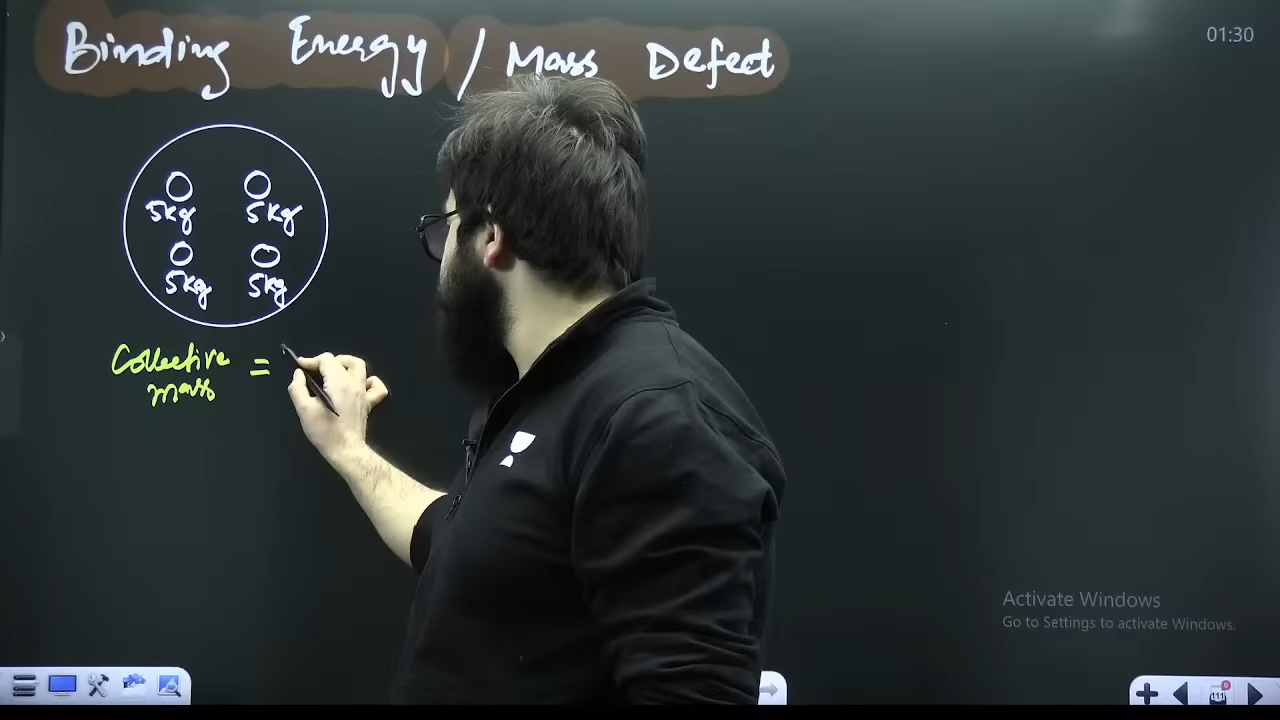 Binding Energy / Mass Defect
01:30
5kg 5kg
5kg 5kg
Collective
mass =
Activate Windows
Go to Settings to activate Windows.